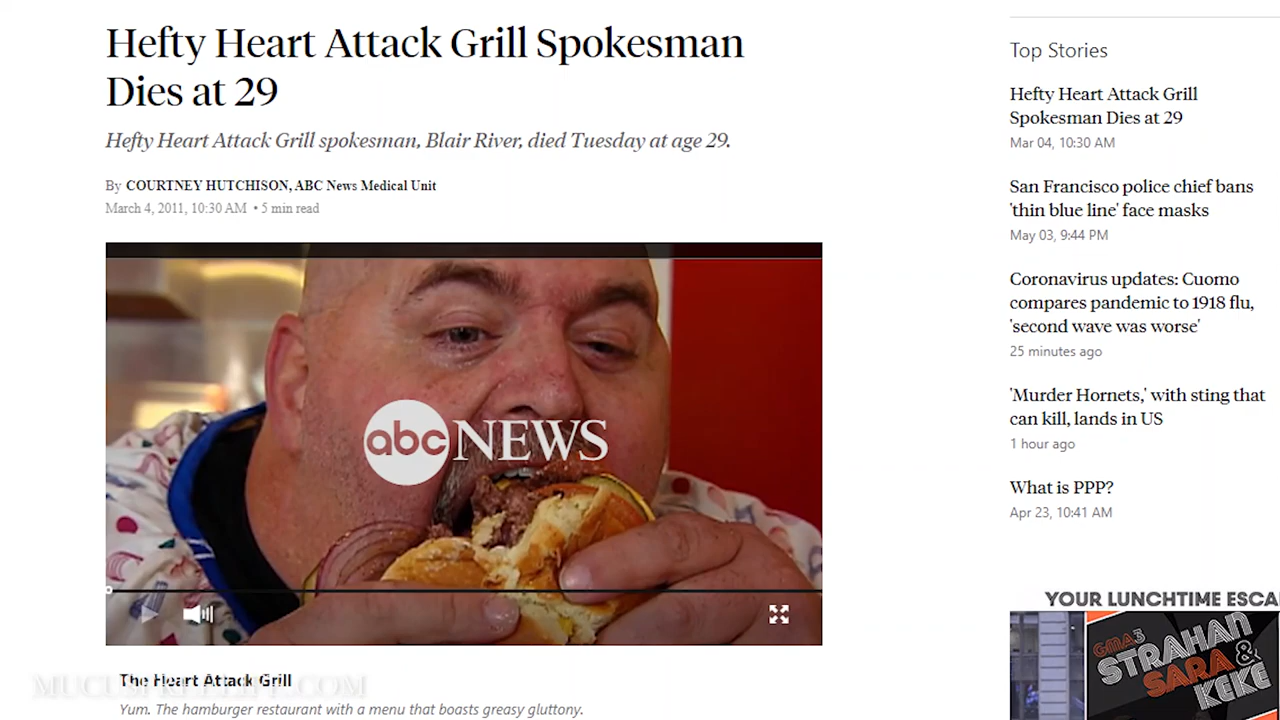 Hefty Heart Attack Grill Spokesman
Dies at 29
Hefty Heart Attack Grill spokesman, Blair River, died Tuesday at age 29.
By COURTNEY HUTCHISON, ABC News Medical Unit
March 4, 2011, 10:30 AM • 5 min read
abc NEWS
The Heart Attack Grill
Yum. The hamburger restaurant with a menu that boasts greasy gluttony.
Top Stories
Hefty Heart Attack Grill
Spokesman Dies at 29
Mar 04, 10:30 AM
San Francisco police chief bans
'thin blue line' face masks
May 03, 9:44 PM
Coronavirus updates: Cuomo
compares pandemic to 1918 flu,
'second wave was worse'
25 minutes ago
'Murder Hornets,' with sting that
can kill, lands in US
1 hour ago
What is PPP?
Apr 23, 10:41 AM
YOUR LUNCHTIME ESCA
GMA3
STRAHAN
SARA &
KEKE